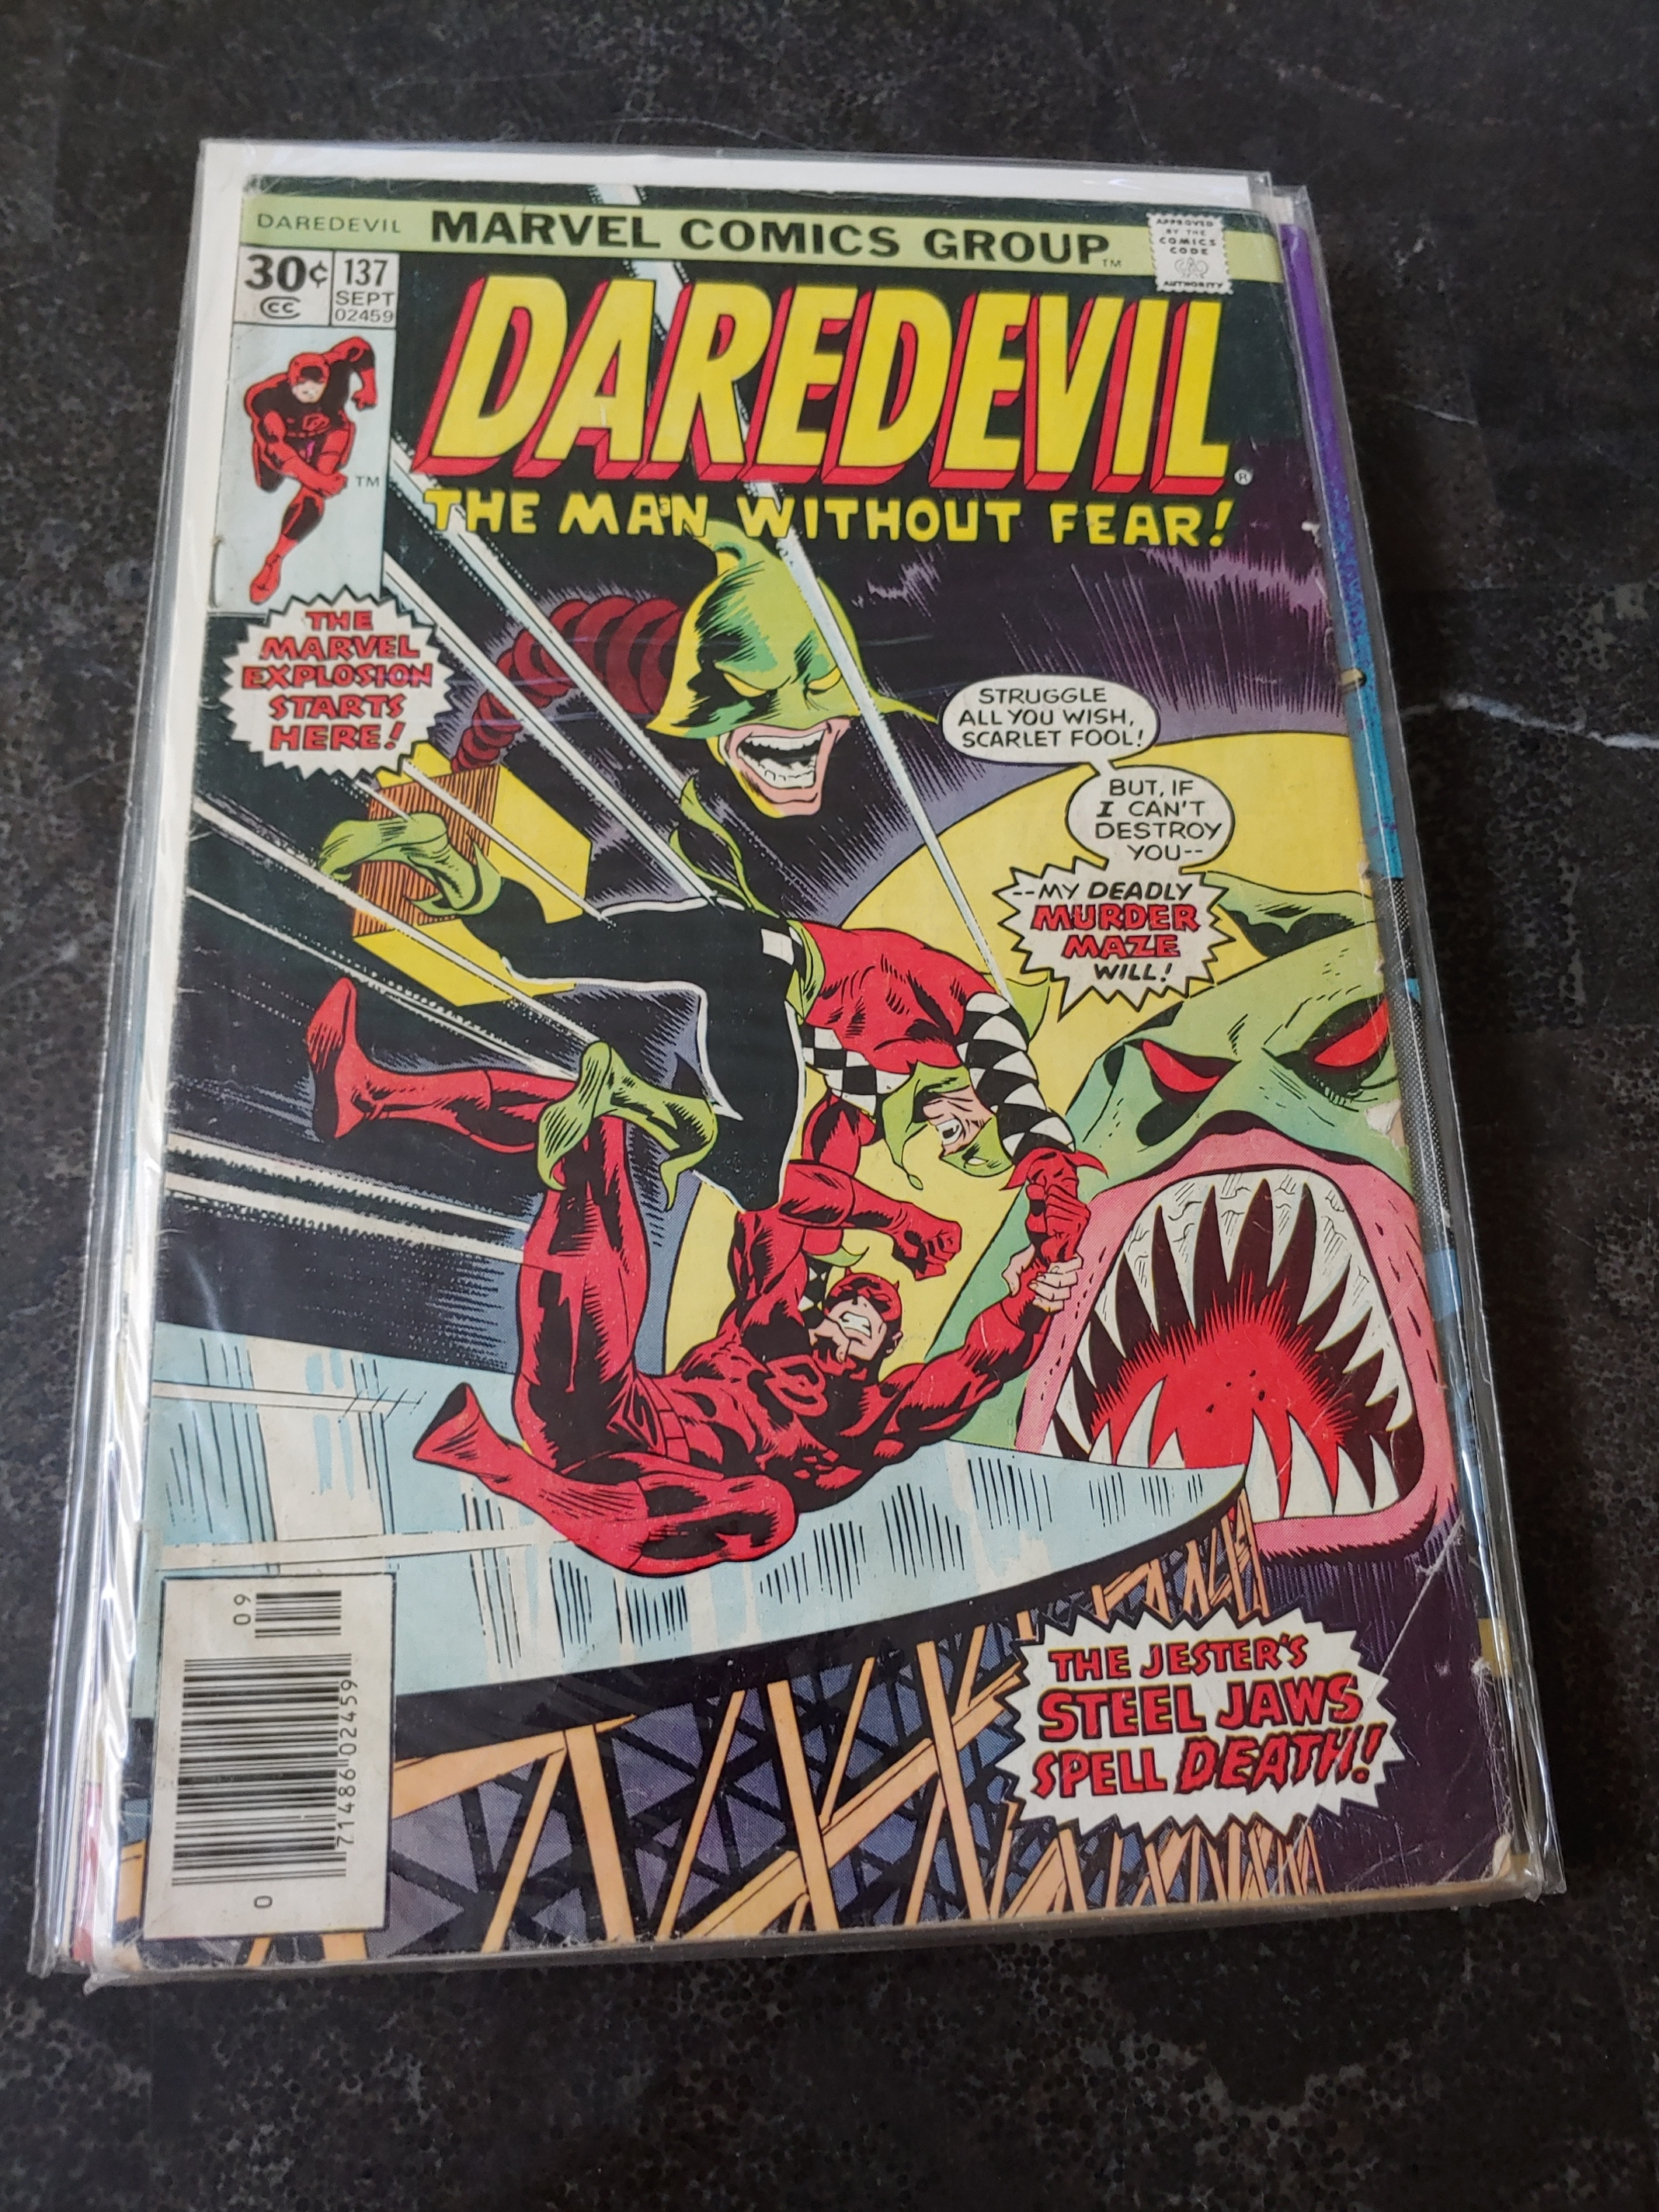 DAREDEVIL MARVEL COMICS GROUP™
APPROVED
BY THE
COMICS
CODE
AUTHORITY
30¢
CC
137
SEPT
02459
DAREDEVIL®
THE MAN WITHOUT FEAR!
TM
THE
MARVEL
EXPLOSION
STARTS
HERE!
STRUGGLE
ALL YOU WISH,
SCARLET FOOL!
BUT, IF
I CAN'T
DESTROY
YOU--
--MY DEADLY
MURDER
MAZE
WILL!
DD
THE JESTER'S
STEEL JAWS
SPELL DEATH!
09
71486 02459
0